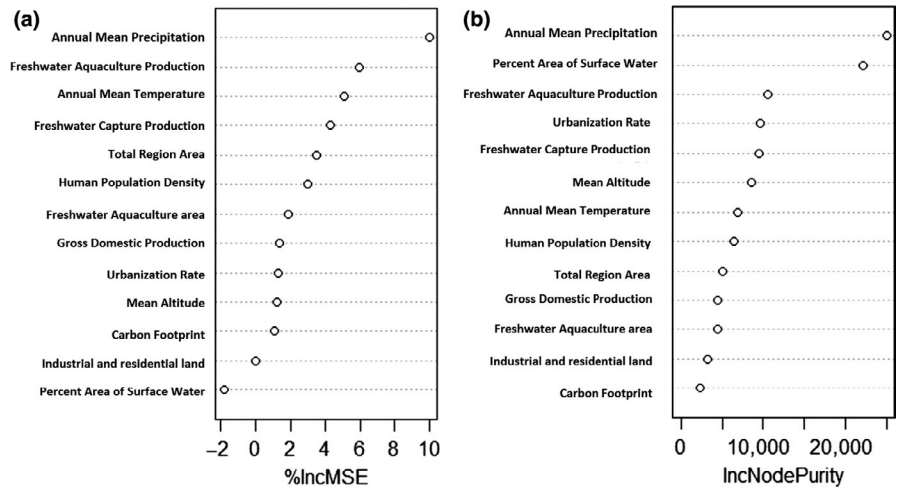 (a)
Annual Mean Precipitation
Freshwater Aquaculture Production
Annual Mean Temperature
Freshwater Capture Production
Total Region Area
Human Population Density
Freshwater Aquaculture area
Gross Domestic Production
Urbanization Rate
Mean Altitude
Carbon Footprint
Industrial and residential land
Percent Area of Surface Water
−2 0 2 4 6 8 10
%IncMSE
(b)
Annual Mean Precipitation
Percent Area of Surface Water
Freshwater Aquaculture Production
Urbanization Rate
Freshwater Capture Production
Mean Altitude
Annual Mean Temperature
Human Population Density
Total Region Area
Gross Domestic Production
Freshwater Aquaculture area
Industrial and residential land
Carbon Footprint
0 10,000 20,000
IncNodePurity